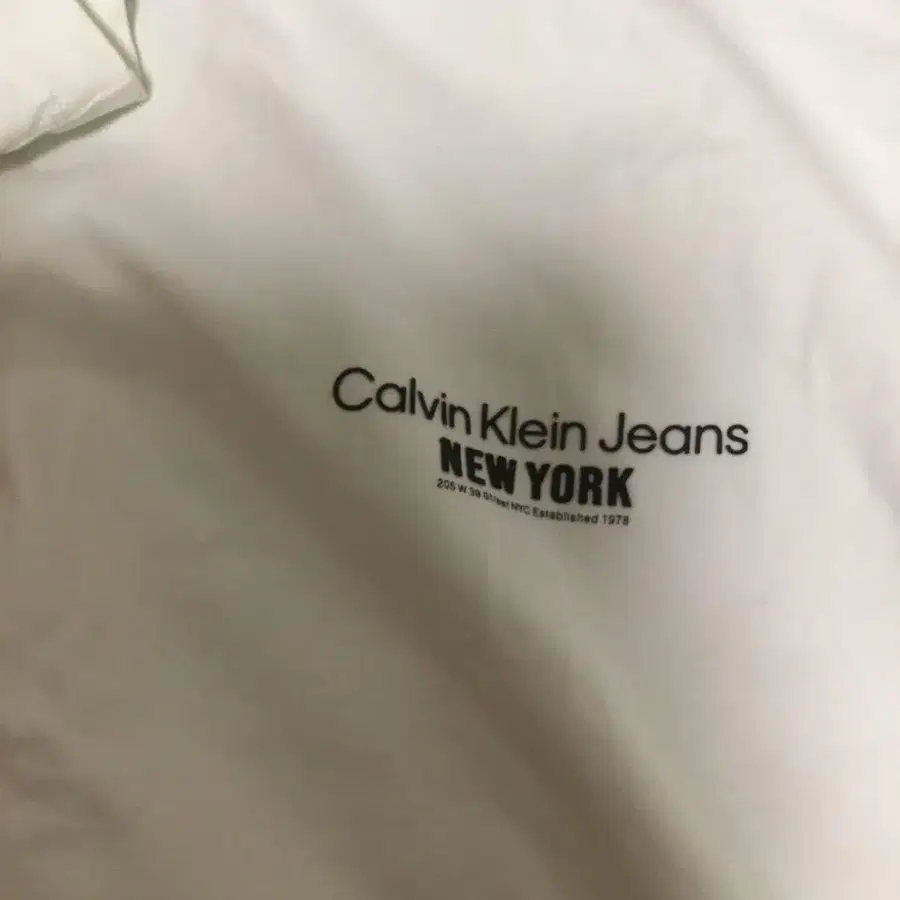 Calvin Klein Jeans
NEW YORK
205 W 39 Street NYC Established 1978